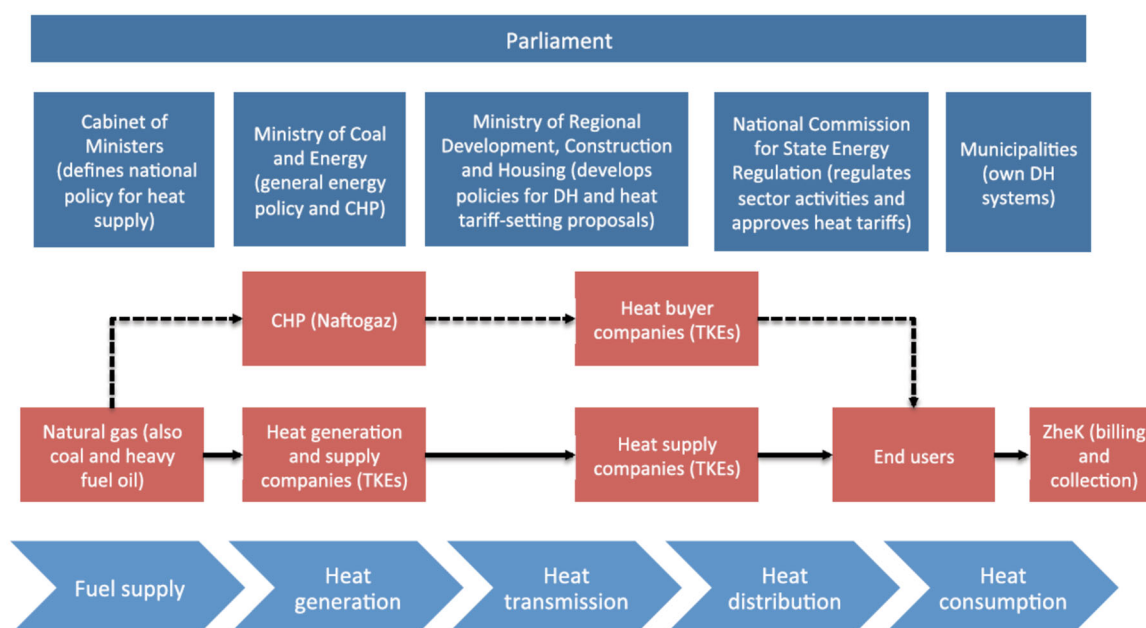 Parliament
Cabinet of
Ministers
(defines national
policy for heat
supply)
Ministry of Coal
and Energy
(general energy
policy and CHP)
Ministry of Regional
Development, Construction
and Housing (develops
policies for DH and heat
tariff-setting proposals)
National Commission
for State Energy
Regulation (regulates
sector activities and
approves heat tariffs)
Municipalities
(own DH
systems)
CHP (Naftogaz)
Heat buyer
companies (TKEs)
Natural gas (also
coal and heavy
fuel oil)
Heat generation
and supply
companies (TKEs)
Heat supply
companies (TKEs)
End users
ZheK (billing
and
collection)
Fuel supply
Heat
generation
Heat
transmission
Heat
distribution
Heat
consumption